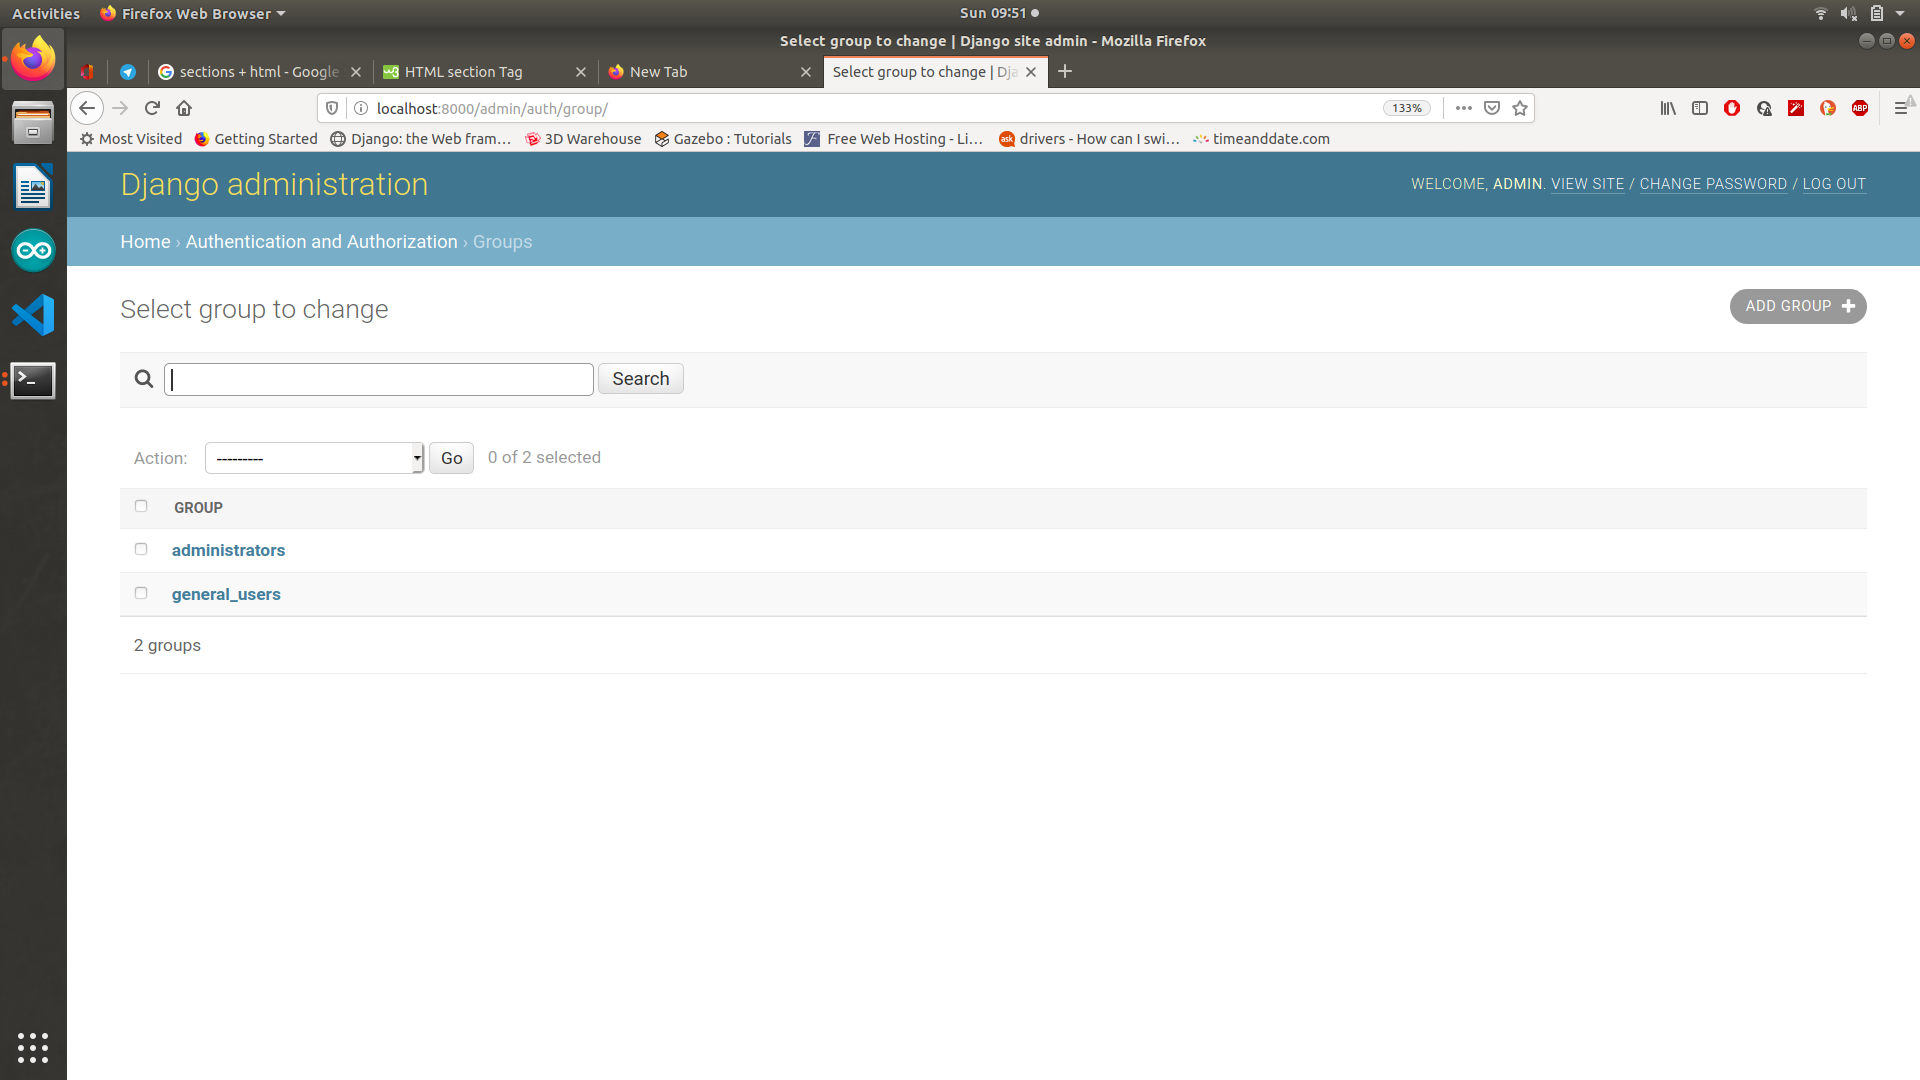 Activities Firefox Web Browser Sun 09:51
Select group to change | Django site admin - Mozilla Firefox
sections + html - Google HTML section Tag New Tab Select group to change | Dja
localhost:8000/admin/auth/group/ 133% ABP
Most Visited Getting Started Django: the Web fram… 3D Warehouse Gazebo : Tutorials Free Web Hosting - Li… ask drivers - How can I swi… timeanddate.com
Django administration WELCOME, ADMIN. VIEW SITE / CHANGE PASSWORD / LOG OUT
Home › Authentication and Authorization › Groups
Select group to change ADD GROUP +
Search
Action: --------- Go 0 of 2 selected
GROUP
administrators
general_users
2 groups